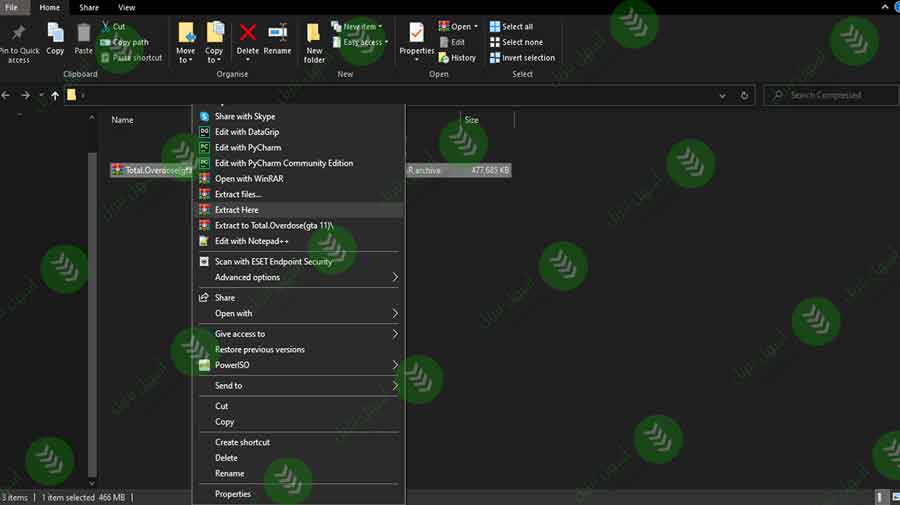 File Home Share View
Pin to Quick access
Copy
Paste
Cut
Copy path
Paste shortcut
Clipboard
Move to
Copy to
Delete
Rename
Organise
New folder
New item
Easy access
New
Properties
Open
Edit
History
Open
Select all
Select none
Invert selection
Select
Search Compressed
Name Size
Total.Overdose(gta R archive 477,685 KB
Share with Skype
Edit with DataGrip
Edit with PyCharm
Edit with PyCharm Community Edition
Open with WinRAR
Extract files...
Extract Here
Extract to Total.Overdose(gta 11)\
Edit with Notepad++
Scan with ESET Endpoint Security
Advanced options
Share
Open with
Give access to
Restore previous versions
PowerISO
Send to
Cut
Copy
Create shortcut
Delete
Rename
Properties
3 items 1 item selected 466 MB